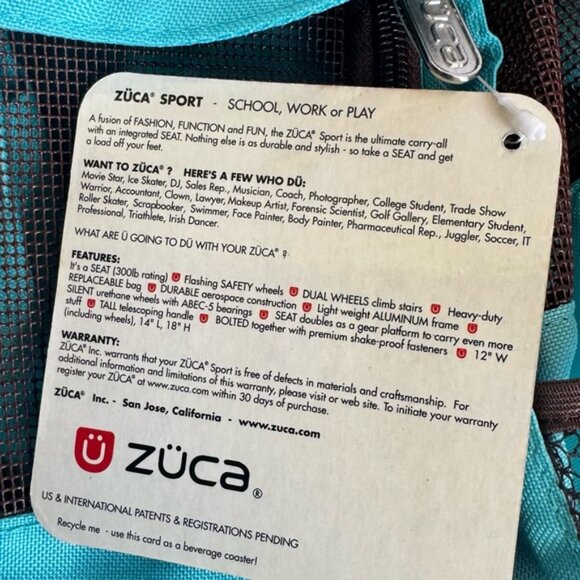 züca
ZÜCA® SPORT - SCHOOL, WORK or PLAY
A fusion of FASHION, FUNCTION and FUN, the ZÜCA® Sport is the ultimate carry-all
with an integrated SEAT. Nothing else is as durable and stylish - so take a SEAT and get
a load off your feet.
WANT TO ZÜCA® ? HERE'S A FEW WHO DÜ:
Movie Star, Ice Skater, DJ, Sales Rep., Musician, Coach, Photographer, College Student, Trade Show
Warrior, Accountant, Clown, Lawyer, Makeup Artist, Forensic Scientist, Golf Gallery, Elementary Student,
Roller Skater, Scrapbooker, Swimmer, Face Painter, Body Painter, Pharmaceutical Rep., Juggler, Soccer, IT
Professional, Triathlete, Irish Dancer.
WHAT ARE Ü GOING TO DÜ WITH YOUR ZÜCA® ?
FEATURES:
It's a SEAT (300lb rating) Ü Flashing SAFETY wheels Ü DUAL WHEELS climb stairs Ü Heavy-duty
REPLACEABLE bag Ü DURABLE aerospace construction Ü Light weight ALUMINUM frame Ü
SILENT urethane wheels with ABEC-5 bearings Ü SEAT doubles as a gear platform to carry even more
stuff Ü TALL telescoping handle Ü BOLTED together with premium shake-proof fasteners Ü 12" W
(including wheels), 14" L, 18" H
WARRANTY:
ZÜCA® Inc. warrants that your ZÜCA® Sport is free of defects in materials and craftsmanship. For
additional information and limitations of this warranty, please visit or web site. To initiate your warranty
register your ZÜCA® at www.zuca.com within 30 days of purchase.
ZÜCA® Inc. - San Jose, California - www.zuca.com
Ü züca®
US & INTERNATIONAL PATENTS & REGISTRATIONS PENDING
Recycle me - use this card as a beverage coaster!